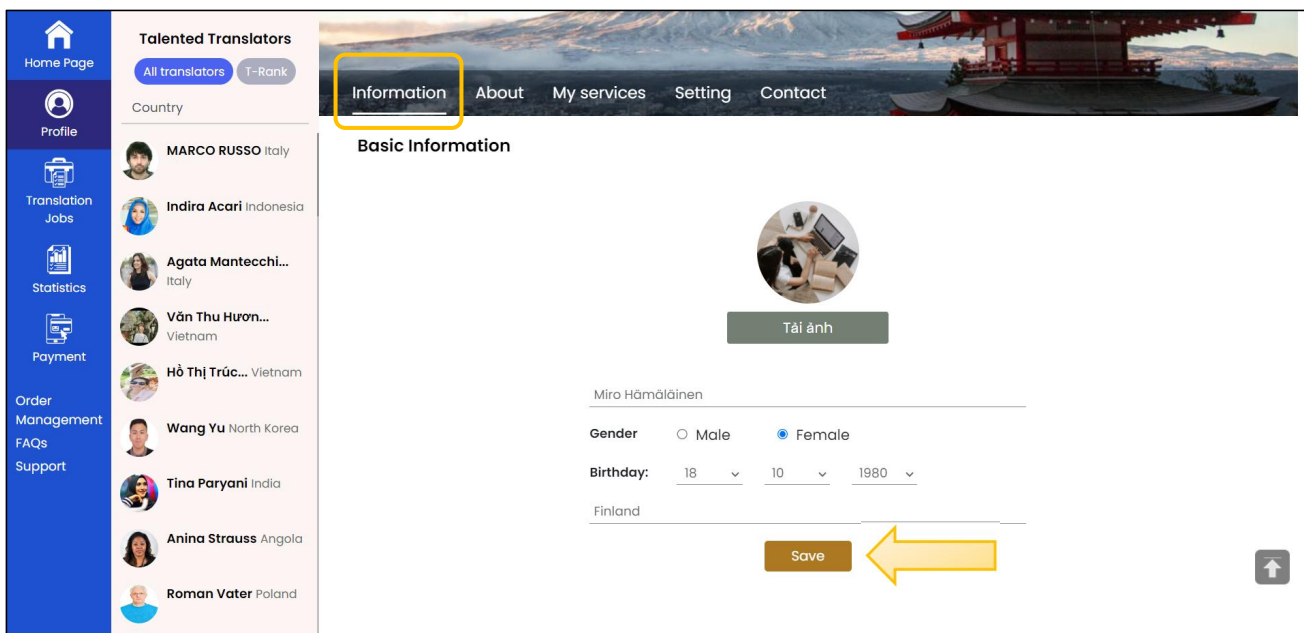 Home Page
Profile
Translation
Jobs
Statistics
Payment
Order
Management
FAQs
Support
Talented Translators
All translators T-Rank
Country
MARCO RUSSO Italy
Indira Acari Indonesia
Agata Mantecchi...
Italy
Văn Thu Hươn...
Vietnam
Hồ Thị Trúc... Vietnam
Wang Yu North Korea
Tina Paryani India
Anina Strauss Angola
Roman Vater Poland
Information About My services Setting Contact
Basic Information
Tải ảnh
Miro Hämäläinen
Gender Male Female
Birthday: 18 10 1980
Finland
Save